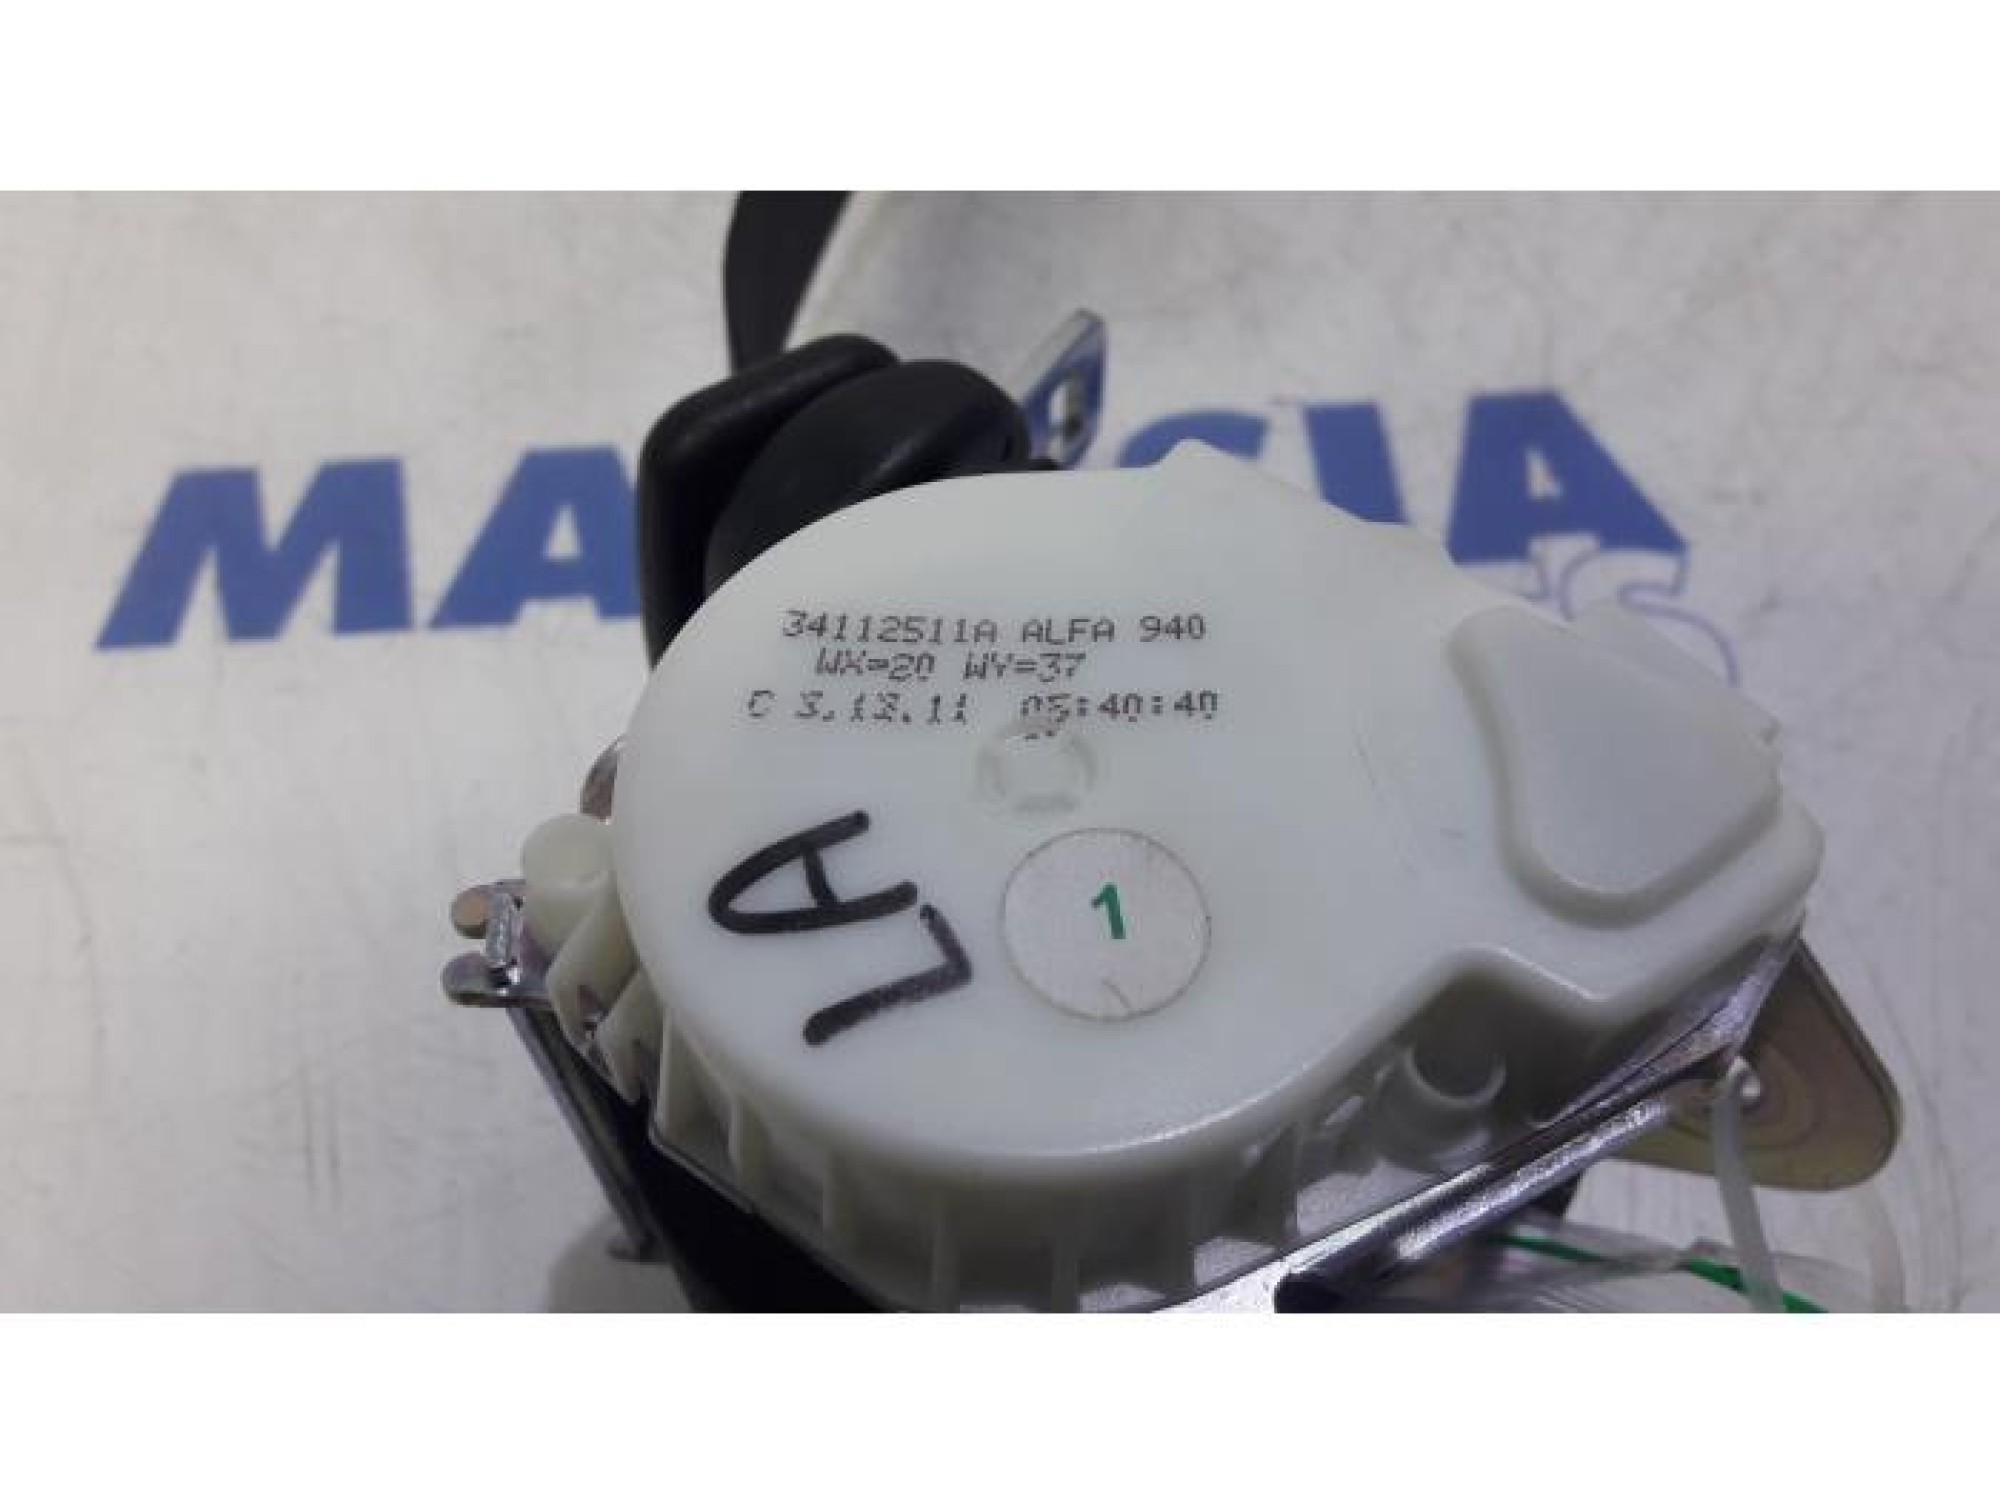 34112511A ALFA 940
WX=20 WY=37
C 3.12.11 05:40:40
LA
1